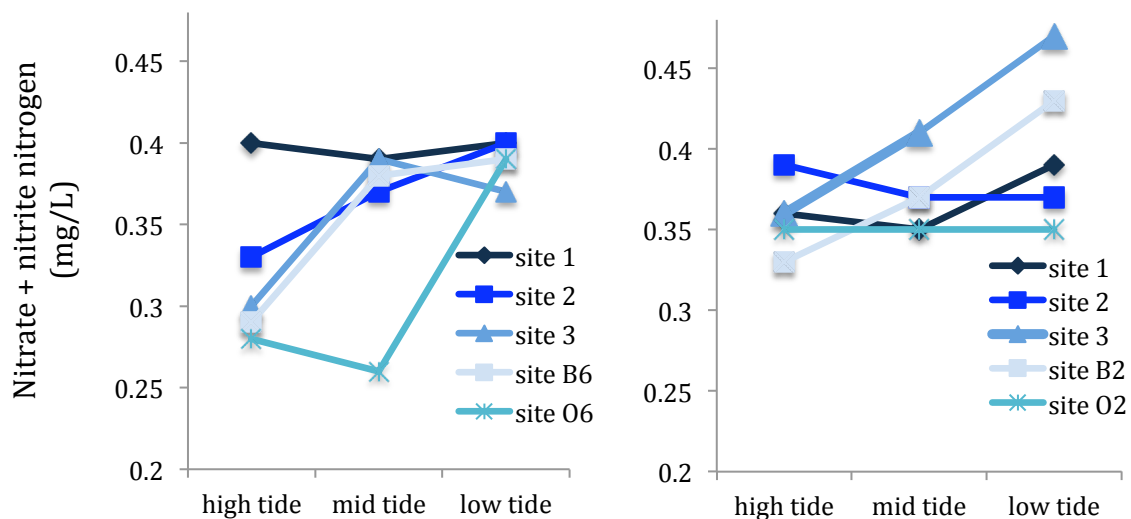 Nitrate + nitrite nitrogen
(mg/L)
0.45
0.4
0.35
0.3
0.25
0.2
high tide mid tide low tide
site 1
site 2
site 3
site B6
site O6
0.45
0.4
0.35
0.3
0.25
0.2
high tide mid tide low tide
site 1
site 2
site 3
site B2
site O2